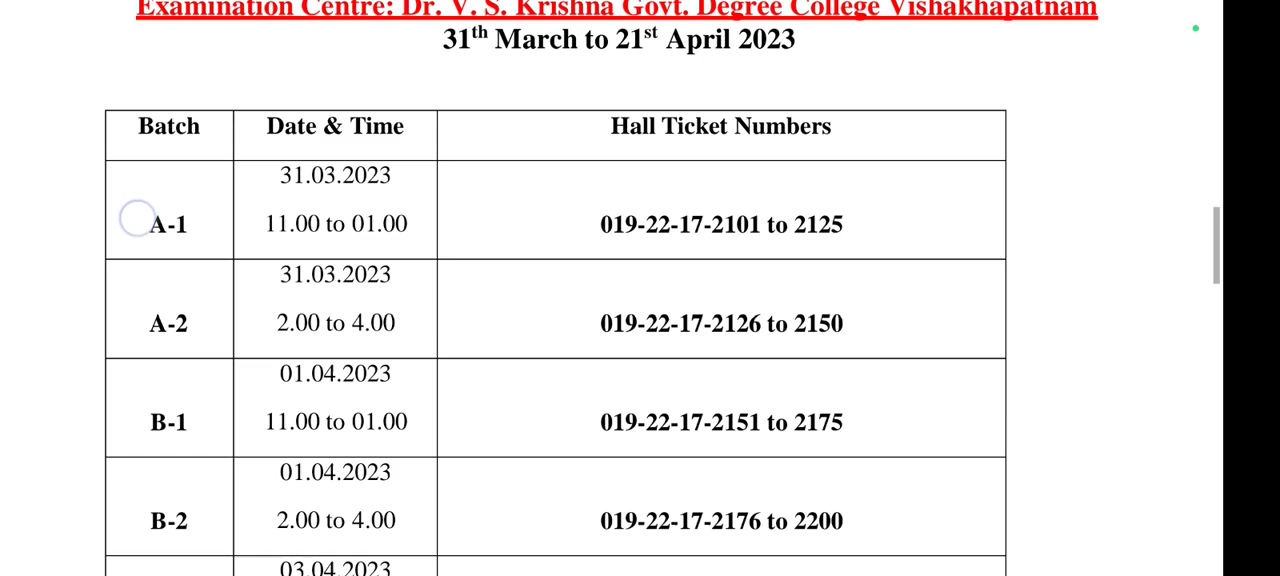 Examination Centre: Dr. V. S. Krishna Govt. Degree College Vishakhapatnam
31th March to 21st April 2023
Batch Date & Time Hall Ticket Numbers
31.03.2023
A-1 11.00 to 01.00 019-22-17-2101 to 2125
31.03.2023
A-2 2.00 to 4.00 019-22-17-2126 to 2150
01.04.2023
B-1 11.00 to 01.00 019-22-17-2151 to 2175
01.04.2023
B-2 2.00 to 4.00 019-22-17-2176 to 2200
03.04.2023